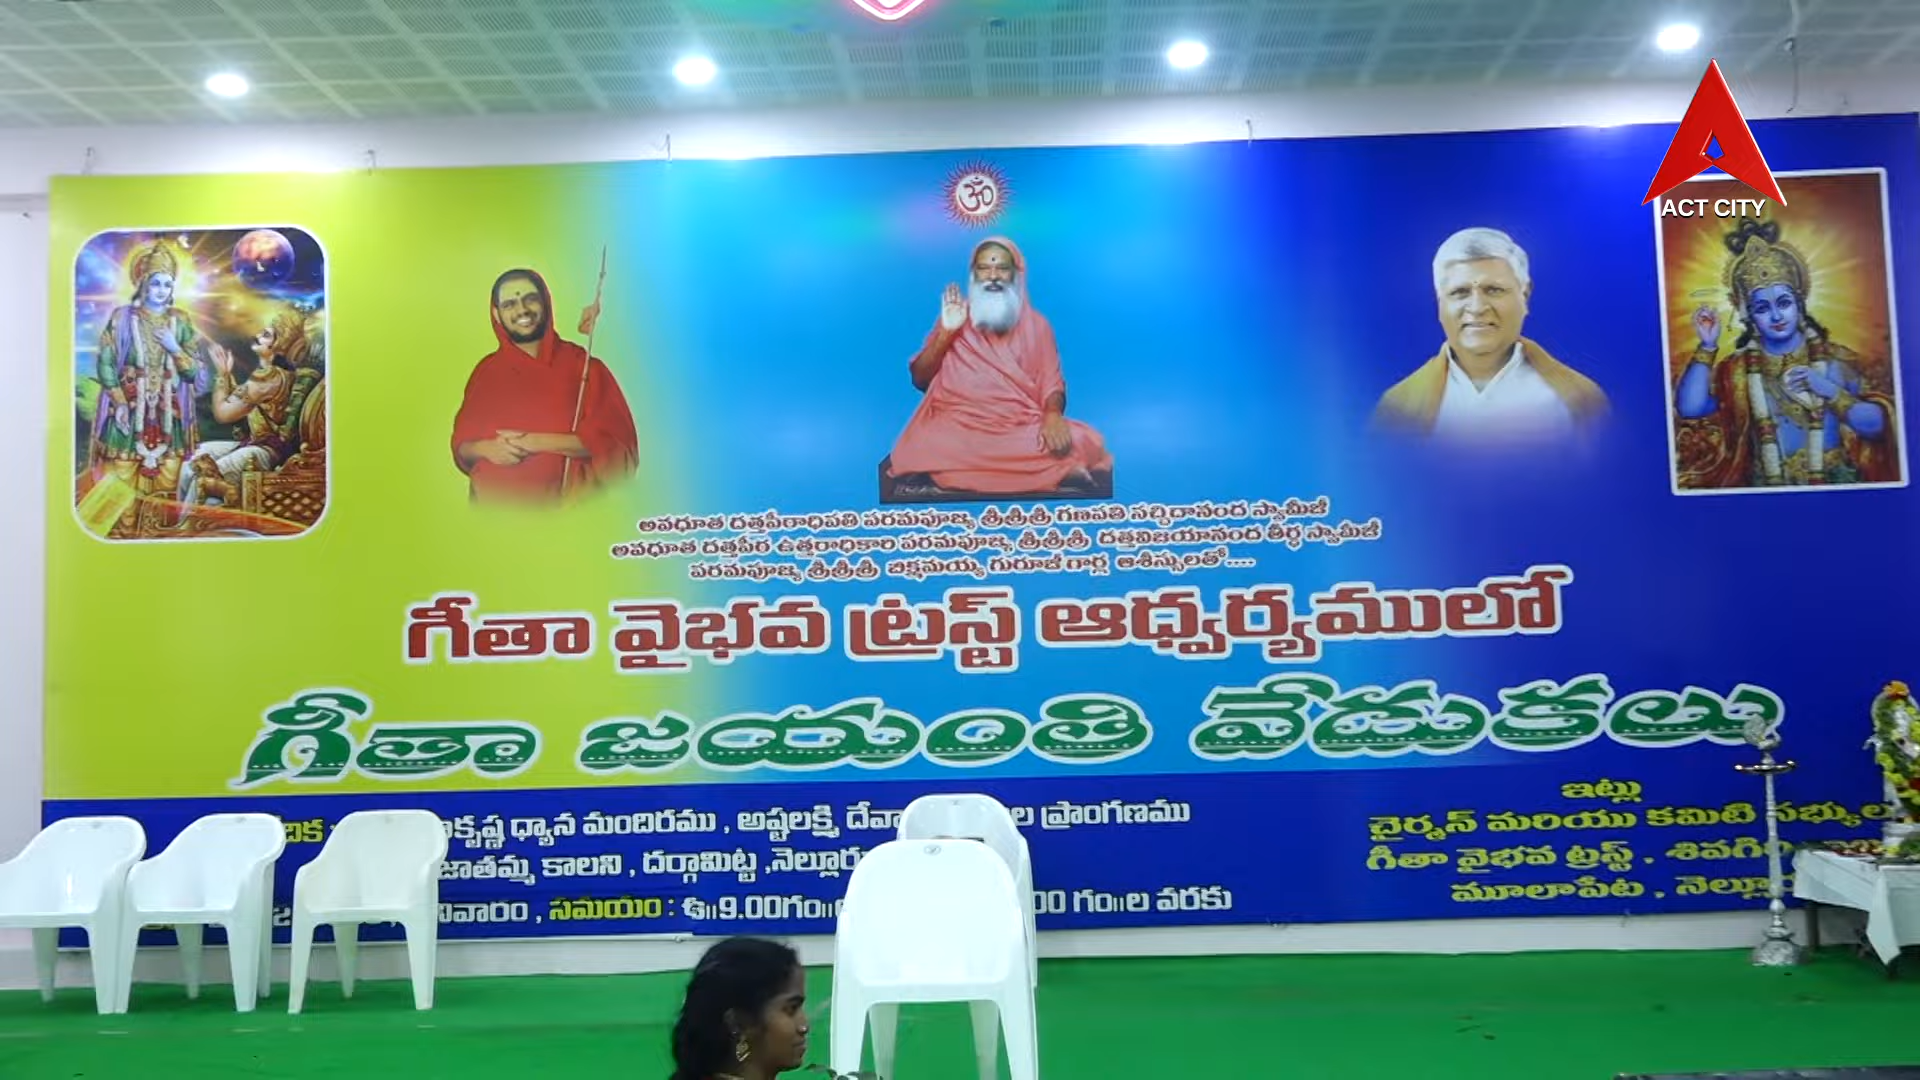 ACT CITY
ॐ
అవధూత దత్తపీఠాధిపతి పరమపూజ్య శ్రీశ్రీశ్రీ గణపతి సచ్చిదానంద స్వామీజీ
అవధూత దత్తపీఠ ఉత్తరాధికారి పరమపూజ్య శ్రీశ్రీశ్రీ దత్తవిజయానంద తీర్థ స్వామీజీ
పరమపూజ్య శ్రీశ్రీశ్రీ బిక్షమయ్య గురూజీ గార్ల ఆశీస్సులతో....
గీతా వైభవ ట్రస్ట్ ఆధ్వర్యములో
గీతా జయంతి వేడుకలు
ధ్యాన మందిరము , అష్టలక్ష్మి ప్రాంగణము
కాలని , దర్గామిట్ట ,నెల్లూరు
సమయం : ఉ॥9.00గం॥ 00 గం॥ల వరకు
ఇట్లు
చైర్మన్ మరియు కమిటి సభ్యులు
గీతా వైభవ ట్రస్ట్ .
మూలాపేట , నెల్లూరు